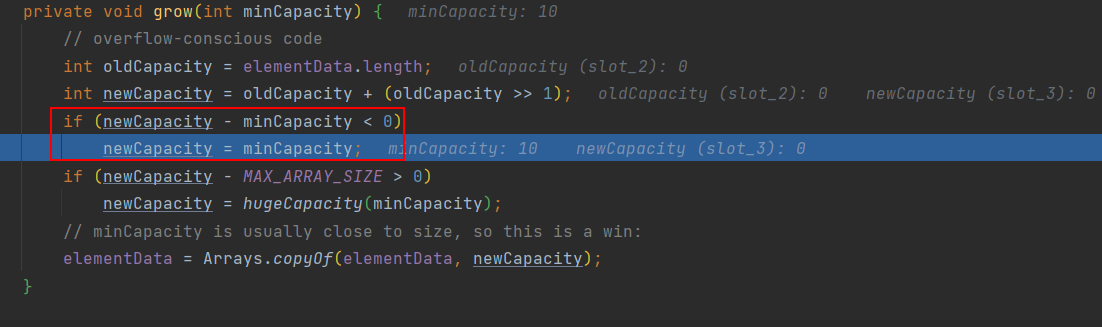 private void grow(int minCapacity) {   minCapacity: 10
    // overflow-conscious code
    int oldCapacity = elementData.length;   oldCapacity (slot_2): 0
    int newCapacity = oldCapacity + (oldCapacity >> 1);   oldCapacity (slot_2): 0    newCapacity (slot_3): 0
    if (newCapacity - minCapacity < 0)
        newCapacity = minCapacity;   minCapacity: 10    newCapacity (slot_3): 0
    if (newCapacity - MAX_ARRAY_SIZE > 0)
        newCapacity = hugeCapacity(minCapacity);
    // minCapacity is usually close to size, so this is a win:
    elementData = Arrays.copyOf(elementData, newCapacity);
}